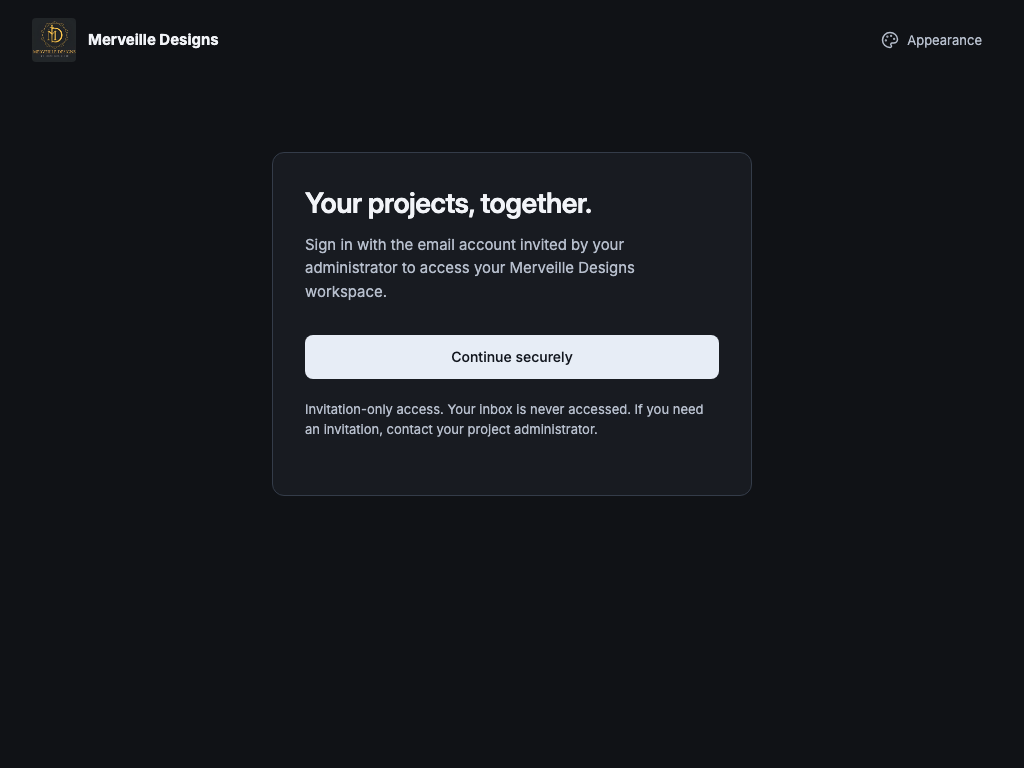 MERVEILLE DESIGNS
Merveille Designs
Appearance
Your projects, together.
Sign in with the email account invited by your
administrator to access your Merveille Designs
workspace.
Continue securely
Invitation-only access. Your inbox is never accessed. If you need
an invitation, contact your project administrator.